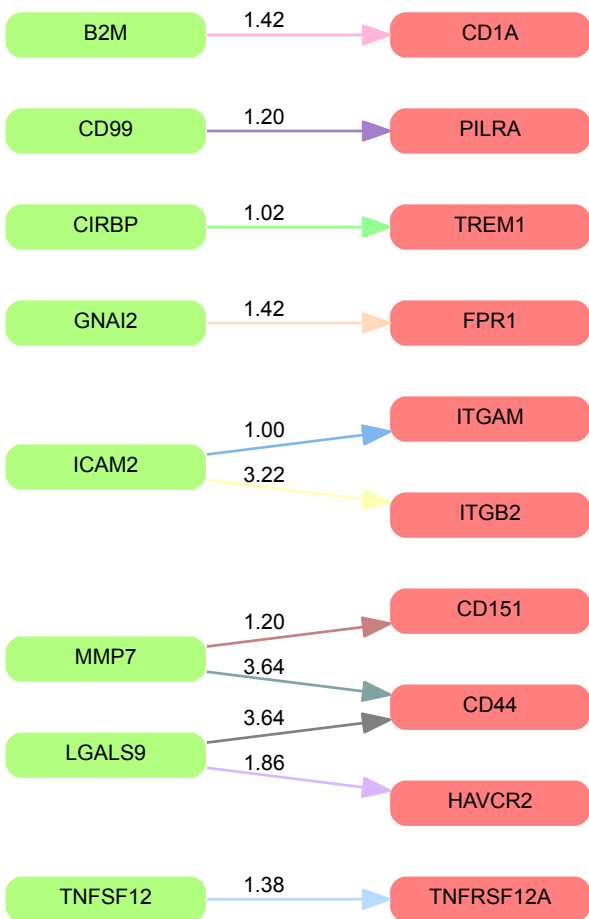 B2M 1.42 CD1A
CD99 1.20 PILRA
CIRBP 1.02 TREM1
GNAI2 1.42 FPR1
ICAM2 1.00 ITGAM
3.22 ITGB2
MMP7 1.20 CD151
3.64 CD44
LGALS9 3.64
1.86 HAVCR2
TNFSF12 1.38 TNFRSF12A